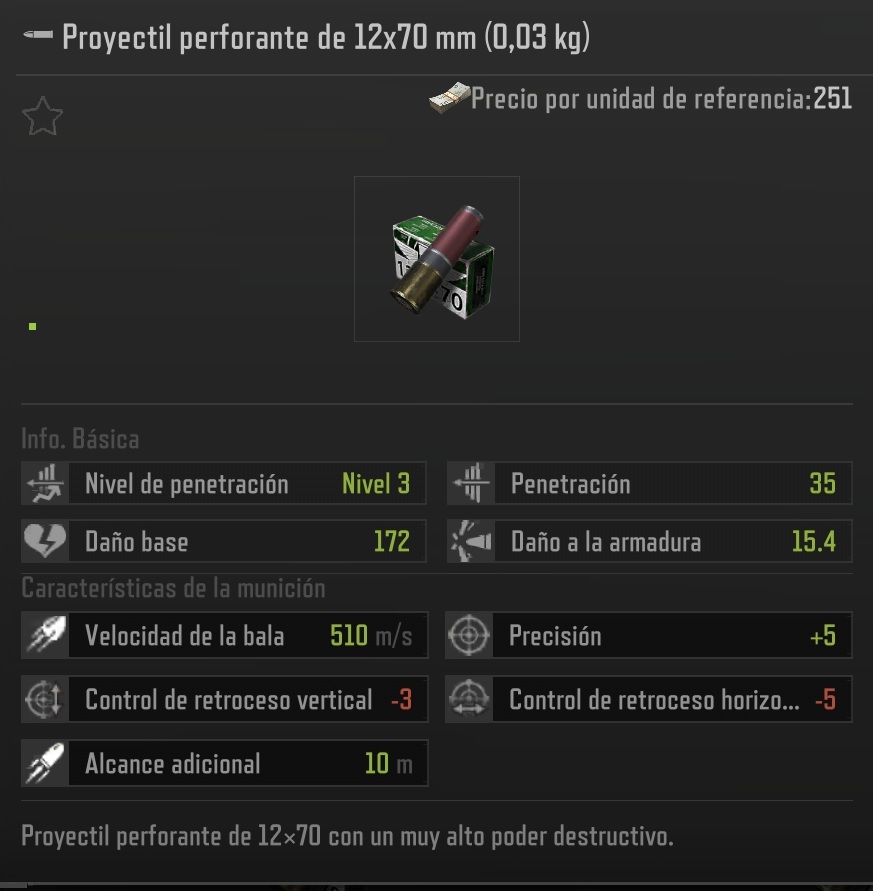 Proyectil perforante de 12x70 mm (0,03 kg)
Precio por unidad de referencia:251
70
Info. Básica
Nivel de penetración Nivel 3
Penetración 35
Daño base 172
Daño a la armadura 15.4
Características de la munición
Velocidad de la bala 510 m/s
Precisión +5
Control de retroceso vertical -3
Control de retroceso horizo... -5
Alcance adicional 10 m
Proyectil perforante de 12×70 con un muy alto poder destructivo.